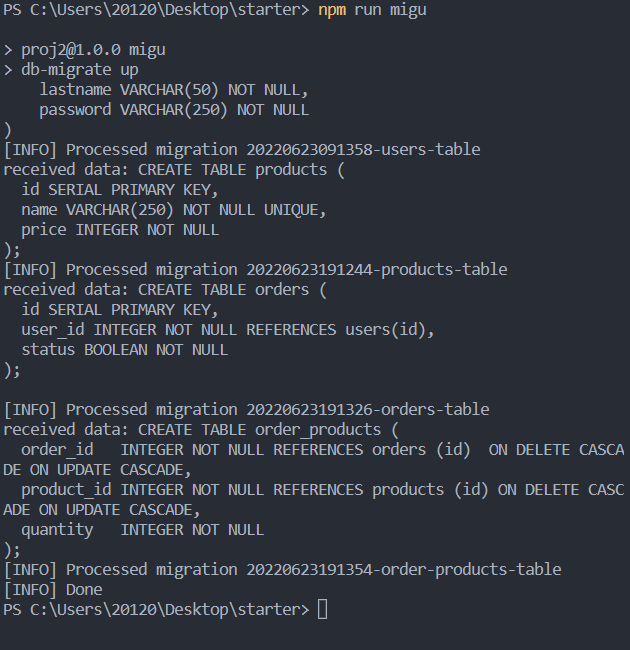 PS C:\Users\20120\Desktop\starter> npm run migu
> proj2@1.0.0 migu
> db-migrate up
    lastname VARCHAR(50) NOT NULL,
    password VARCHAR(250) NOT NULL
)
[INFO] Processed migration 20220623091358-users-table
received data: CREATE TABLE products (
  id SERIAL PRIMARY KEY,
  name VARCHAR(250) NOT NULL UNIQUE,
  price INTEGER NOT NULL
);
[INFO] Processed migration 20220623191244-products-table
received data: CREATE TABLE orders (
  id SERIAL PRIMARY KEY,
  user_id INTEGER NOT NULL REFERENCES users(id),
  status BOOLEAN NOT NULL
);
[INFO] Processed migration 20220623191326-orders-table
received data: CREATE TABLE order_products (
  order_id   INTEGER NOT NULL REFERENCES orders (id)  ON DELETE CASCA
DE ON UPDATE CASCADE,
  product_id INTEGER NOT NULL REFERENCES products (id) ON DELETE CASC
ADE ON UPDATE CASCADE,
  quantity   INTEGER NOT NULL
);
[INFO] Processed migration 20220623191354-order-products-table
[INFO] Done
PS C:\Users\20120\Desktop\starter>